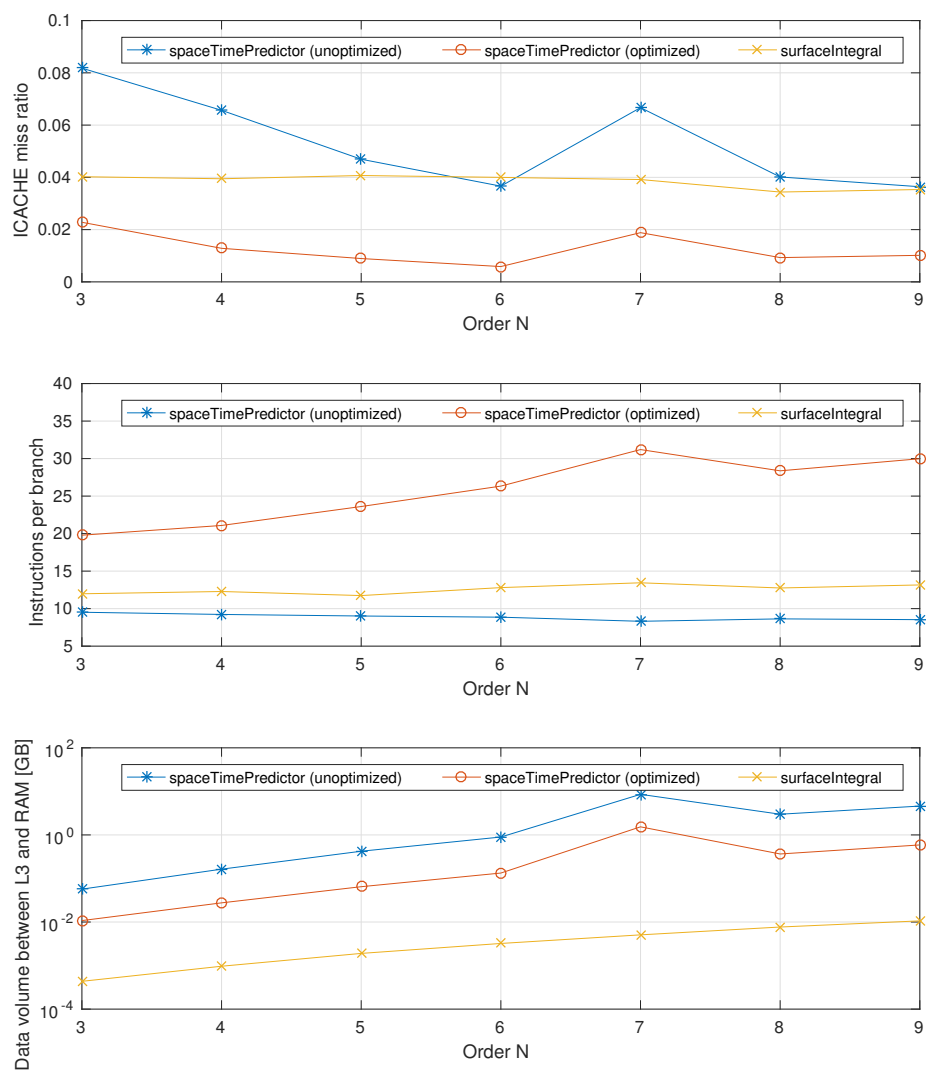 0.1
spaceTimePredictor (unoptimized) spaceTimePredictor (optimized) surfaceIntegral
0.08
0.06
0.04
0.02
0
ICACHE miss ratio
3 4 5 6 7 8 9
Order N
40
spaceTimePredictor (unoptimized) spaceTimePredictor (optimized) surfaceIntegral
35
30
25
20
15
10
5
Instructions per branch
3 4 5 6 7 8 9
Order N
10^2
spaceTimePredictor (unoptimized) spaceTimePredictor (optimized) surfaceIntegral
10^0
10^-2
10^-4
Data volume between L3 and RAM [GB]
3 4 5 6 7 8 9
Order N